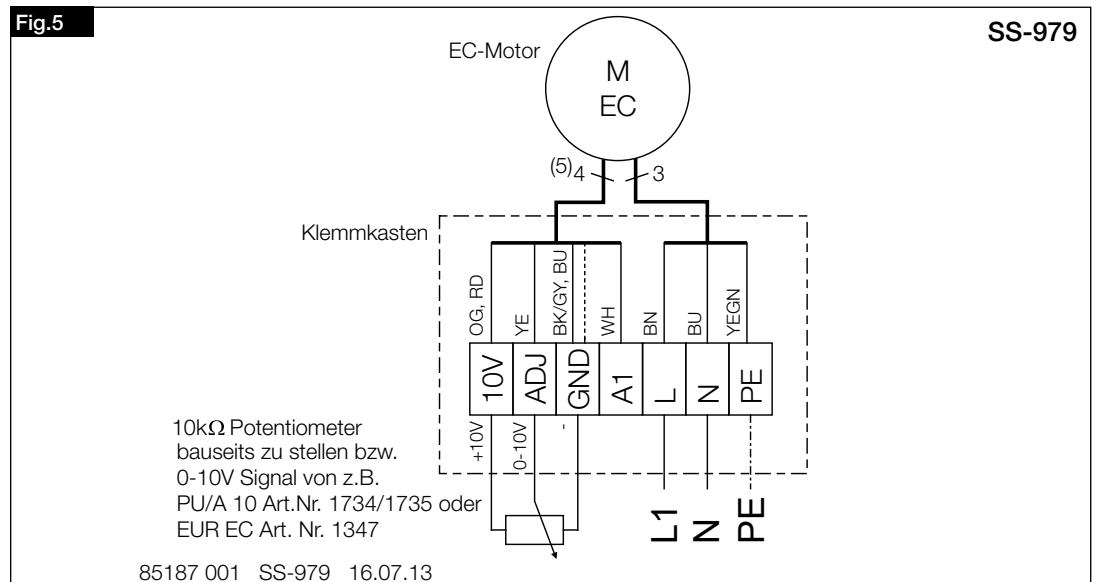 Fig.5
SS-979
EC-Motor
M
EC
(5)4
3
Klemmkasten
OG, RD
YE
BK/GY, BU
WH
BN
BU
YEGN
10V
ADJ
GND
A1
L
N
PE
+10V
0-10V
-
10kΩ Potentiometer
bauseits zu stellen bzw.
0-10V Signal von z.B.
PU/A 10 Art.Nr. 1734/1735 oder
EUR EC Art. Nr. 1347
L1
N
PE
85187 001 SS-979 16.07.13